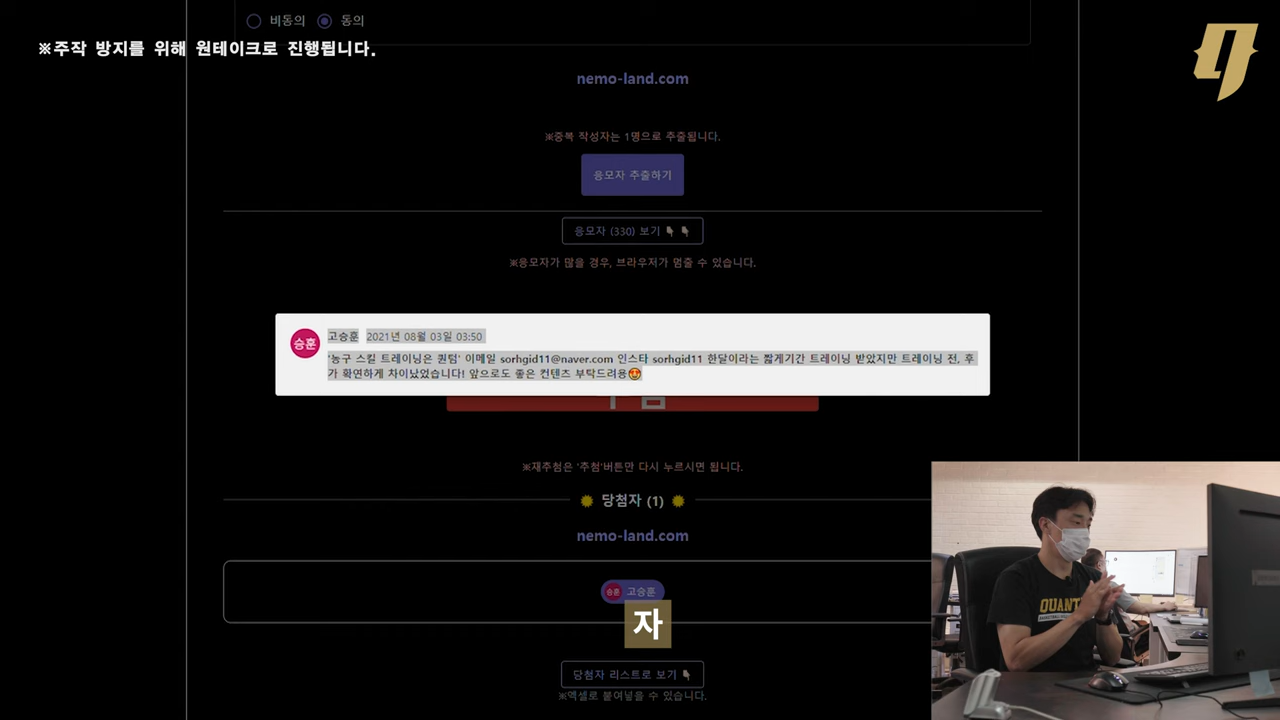 비동의 동의
※주작 방지를 위해 원테이크로 진행됩니다.
nemo-land.com
※중복 작성자는 1명으로 추출됩니다.
응모자 추출하기
응모자 (330) 보기👇👇
※응모자가 많을 경우, 브라우저가 멈출 수 있습니다.
승훈 고승훈 2021년 08월 03일 03:50
'농구 스킬 트레이닝은 퀀텀' 이메일 sorhgid11@naver.com 인스타 sorhgid11 한달이라는 짧게기간 트레이닝 받았지만 트레이닝 전, 후
가 확연하게 차이났었습니다! 앞으로도 좋은 컨텐츠 부탁드려용😍
※재추첨은 '추첨'버튼만 다시 누르시면 됩니다.
당첨자 (1)
nemo-land.com
승훈 고승훈
자
당첨자 리스트로 보기👇
※엑셀로 붙여넣을 수 있습니다.
QUANT